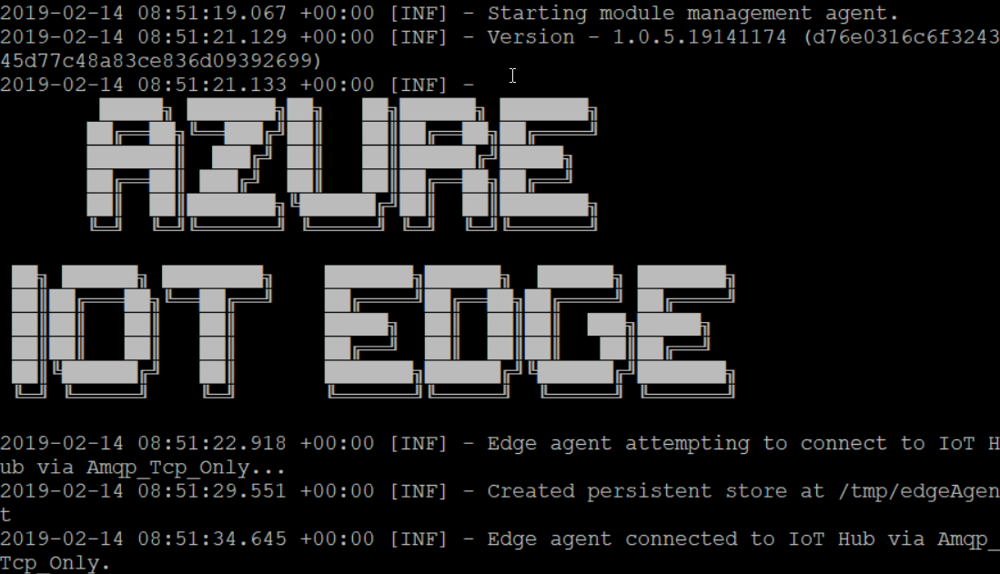 2019-02-14 08:51:19.067 +00:00 [INF] - Starting module management agent.
2019-02-14 08:51:21.129 +00:00 [INF] - Version - 1.0.5.19141174 (d76e0316c6f3243
45d77c48a83ce836d09392699)
2019-02-14 08:51:21.133 +00:00 [INF] -
AZURE
IOT EDGE
2019-02-14 08:51:22.918 +00:00 [INF] - Edge agent attempting to connect to IoT H
ub via Amqp_Tcp_Only...
2019-02-14 08:51:29.551 +00:00 [INF] - Created persistent store at /tmp/edgeAgen
t
2019-02-14 08:51:34.645 +00:00 [INF] - Edge agent connected to IoT Hub via Amqp_
Tcp_Only.